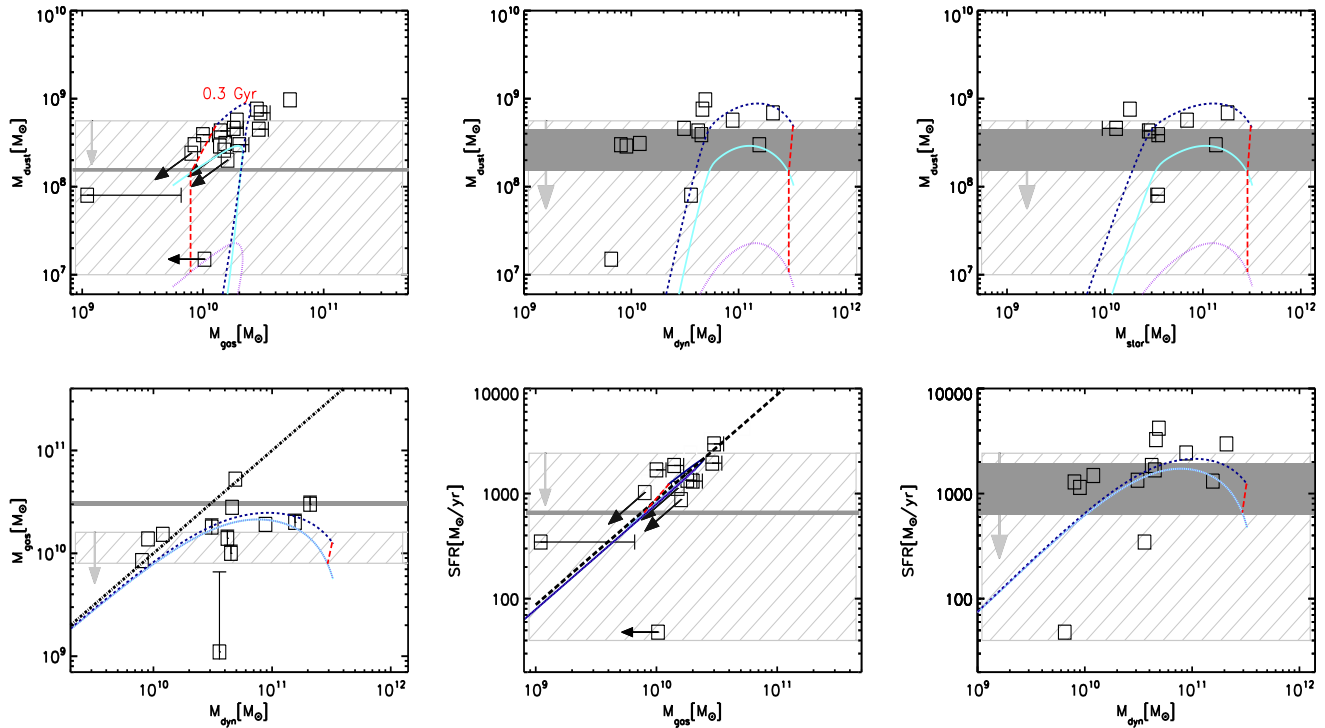 10^10
10^9
10^8
10^7
M_dust[M_⊙]
0.3 Gyr
10^9 10^10 10^11
M_gas[M_⊙]
10^10
10^9
10^8
10^7
M_dust[M_⊙]
10^9 10^10 10^11 10^12
M_dyn[M_⊙]
10^10
10^9
10^8
10^7
M_dust[M_⊙]
10^9 10^10 10^11 10^12
M_star[M_⊙]
10^11
10^10
10^9
M_gas[M_⊙]
10^10 10^11 10^12
M_dyn[M_⊙]
10000
1000
100
SFR[M_⊙/yr]
10^9 10^10 10^11
M_gas[M_⊙]
10000
1000
100
SFR[M_⊙/yr]
10^9 10^10 10^11 10^12
M_dyn[M_⊙]